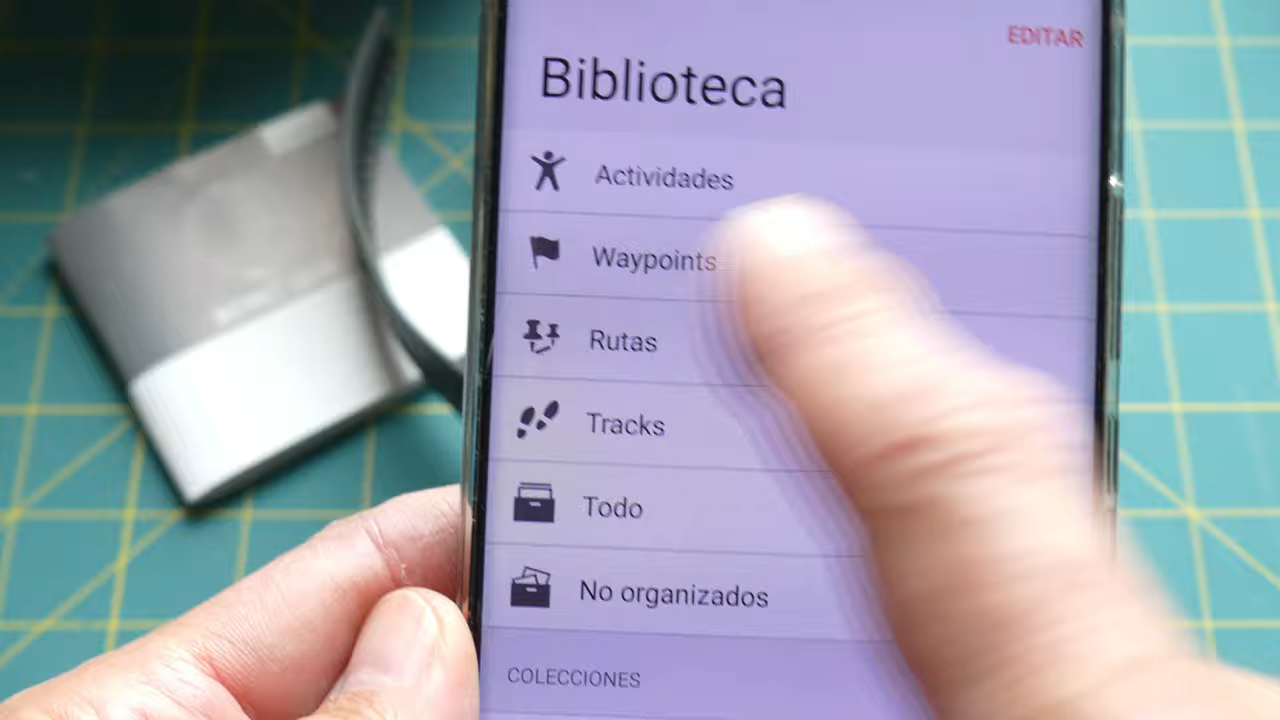 EDITAR
Biblioteca
Actividades
Waypoints
Rutas
Tracks
Todo
No organizados
COLECCIONES